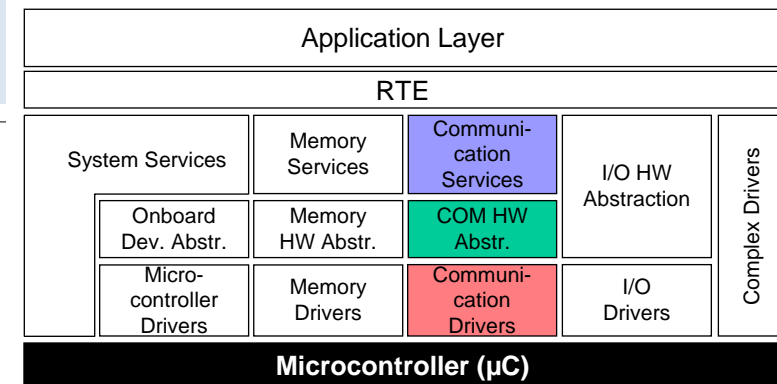 Application Layer
RTE
System Services
Memory
Services
Communi-
cation
Services
I/O HW
Abstraction
Complex Drivers
Onboard
Dev. Abstr.
Memory
HW Abstr.
COM HW
Abstr.
Micro-
controller
Drivers
Memory
Drivers
Communi-
cation
Drivers
I/O
Drivers
Microcontroller (µC)